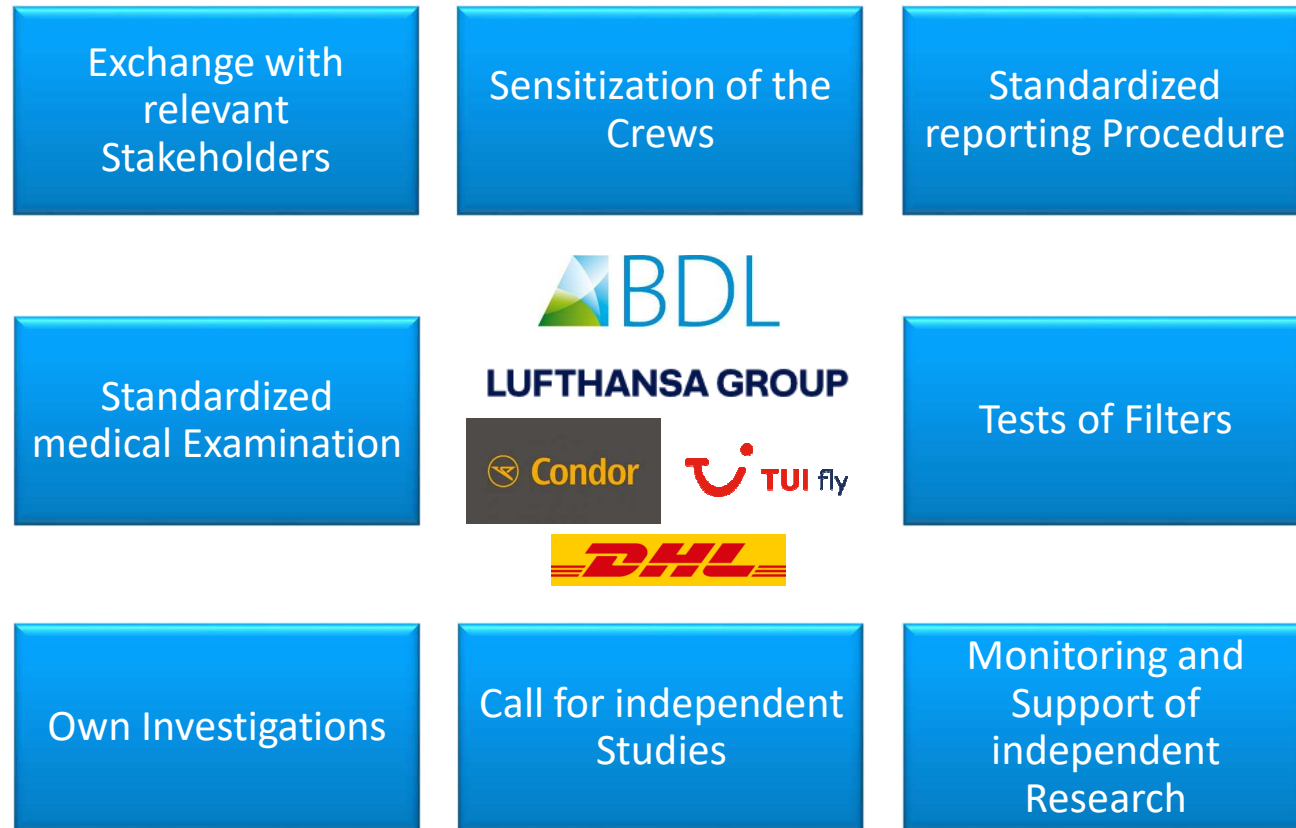 Exchange with
relevant
Stakeholders
Sensitization of the
Crews
Standardized
reporting Procedure
BDL
LUFTHANSA GROUP
Standardized
medical Examination
Condor
TUI fly
DHL
Tests of Filters
Own Investigations
Call for independent
Studies
Monitoring and
Support of
independent
Research